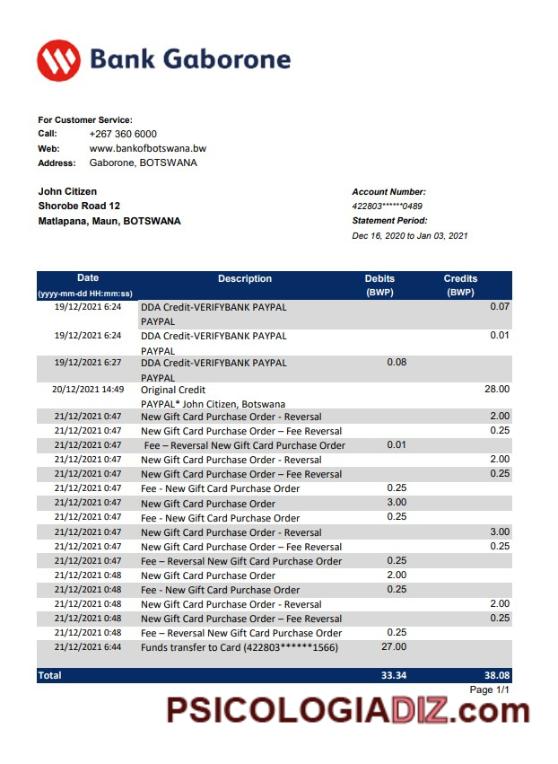 Bank Gaborone
For Customer Service:
Call: +267 360 6000
Web: www.bankofbotswana.bw
Address: Gaborone, BOTSWANA
John Citizen
Shorobe Road 12
Matlapana, Maun, BOTSWANA
Account Number:
422803*****0489
Statement Period:
Dec 16, 2020 to Jan 03, 2021
Date Description Debits Credits
(yyyy-mm-dd HH:mm:ss) (BWP) (BWP)
19/12/2021 6:24 DDA Credit-VERIFYBANK PAYPAL 0.07
PAYPAL
19/12/2021 6:24 DDA Credit-VERIFYBANK PAYPAL 0.01
PAYPAL
19/12/2021 6:27 DDA Credit-VERIFYBANK PAYPAL 0.08
PAYPAL
20/12/2021 14:49 Original Credit 28.00
PAYPAL* John Citizen, Botswana
21/12/2021 0:47 New Gift Card Purchase Order - Reversal 2.00
21/12/2021 0:47 New Gift Card Purchase Order – Fee Reversal 0.25
21/12/2021 0:47 Fee – Reversal New Gift Card Purchase Order 0.01
21/12/2021 0:47 New Gift Card Purchase Order - Reversal 2.00
21/12/2021 0:47 New Gift Card Purchase Order – Fee Reversal 0.25
21/12/2021 0:47 Fee - New Gift Card Purchase Order 0.25
21/12/2021 0:47 New Gift Card Purchase Order 3.00
21/12/2021 0:47 Fee - New Gift Card Purchase Order 0.25
21/12/2021 0:47 New Gift Card Purchase Order - Reversal 3.00
21/12/2021 0:47 New Gift Card Purchase Order – Fee Reversal 0.25
21/12/2021 0:47 Fee – Reversal New Gift Card Purchase Order 0.25
21/12/2021 0:48 New Gift Card Purchase Order 2.00
21/12/2021 0:48 Fee - New Gift Card Purchase Order 0.25
21/12/2021 0:48 New Gift Card Purchase Order - Reversal 2.00
21/12/2021 0:48 New Gift Card Purchase Order – Fee Reversal 0.25
21/12/2021 0:48 Fee – Reversal New Gift Card Purchase Order 0.25
21/12/2021 6:44 Funds transfer to Card (422803******1566) 27.00
Total 33.34 38.08
Page 1/1
PSICOLOGIADIZ.com